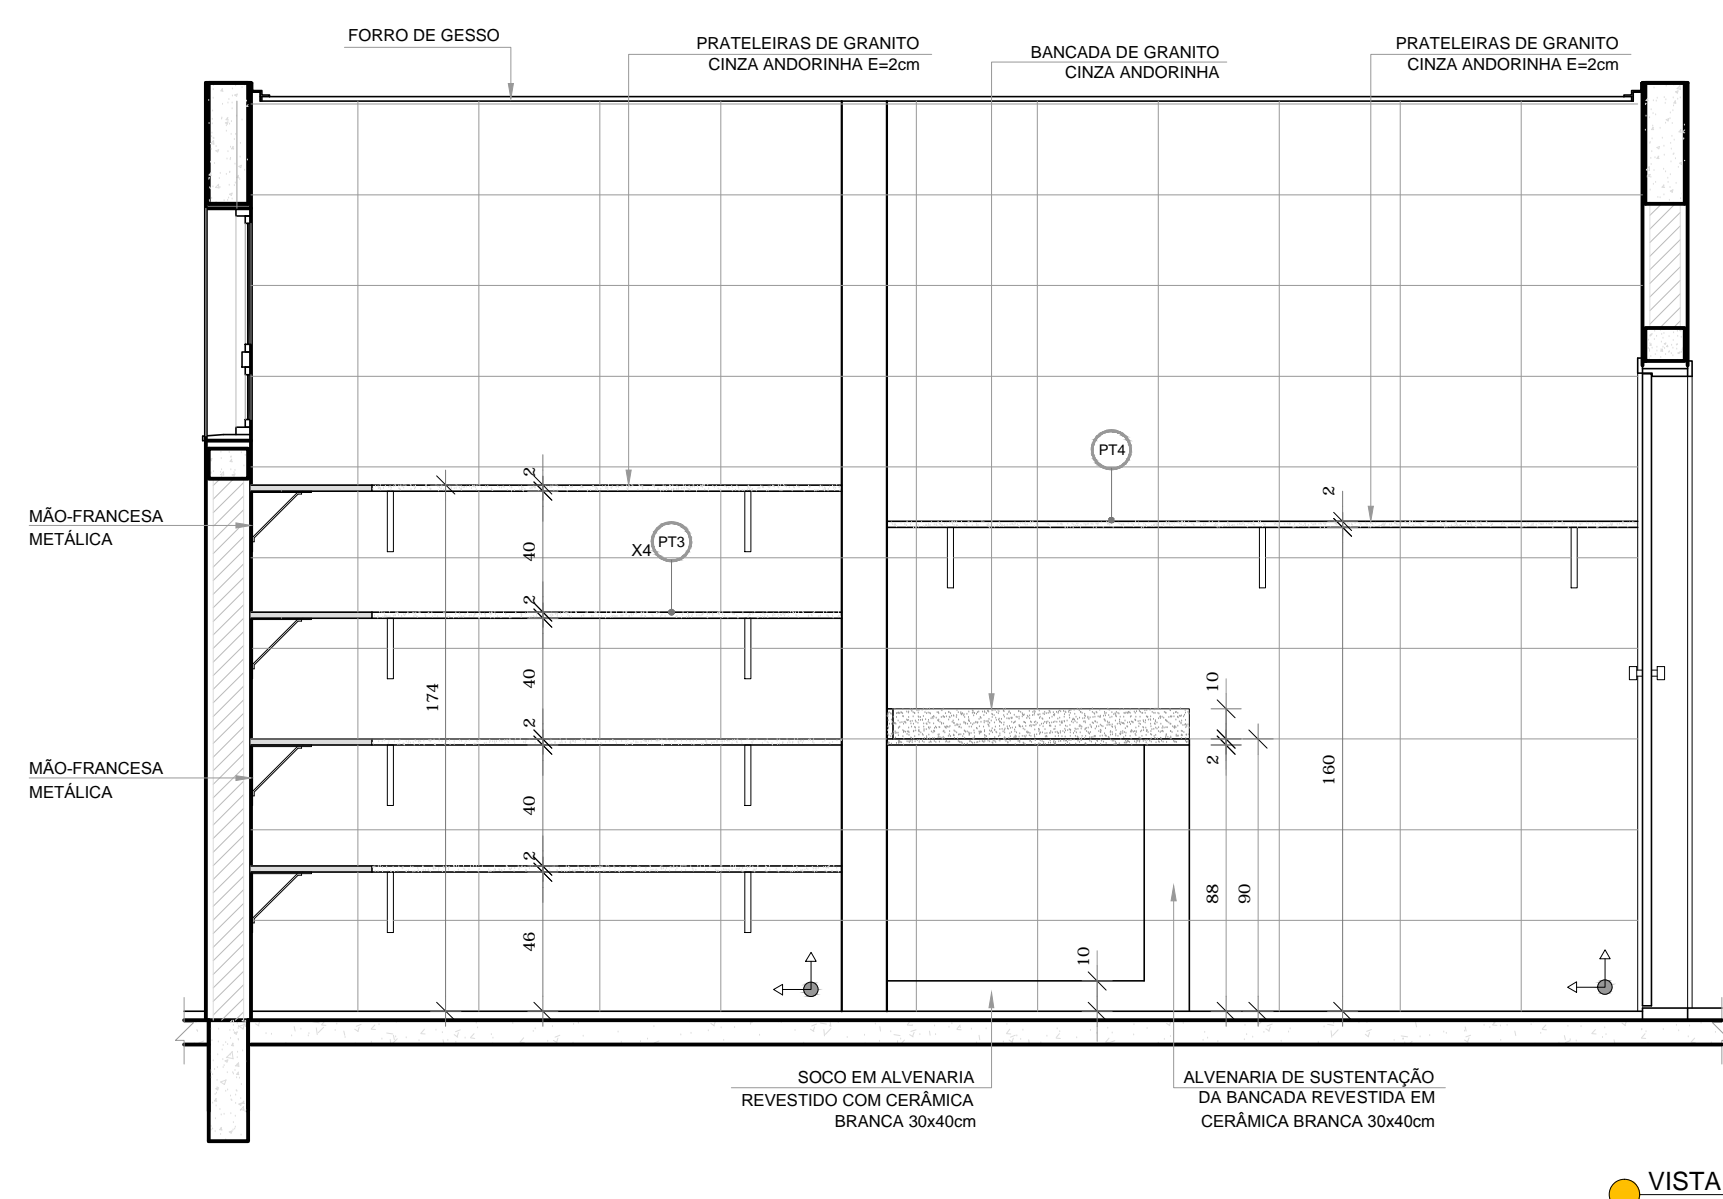 FORRO DE GESSO
PRATELEIRAS DE GRANITO
CINZA ANDORINHA E=2cm
BANCADA DE GRANITO
CINZA ANDORINHA
PRATELEIRAS DE GRANITO
CINZA ANDORINHA E=2cm
MÃO-FRANCESA
METÁLICA
MÃO-FRANCESA
METÁLICA
174
2
40
2
40
2
40
2
46
X4
PT3
PT4
2
160
10
2
88
90
10
SOCO EM ALVENARIA
REVESTIDO COM CERÂMICA
BRANCA 30x40cm
ALVENARIA DE SUSTENTAÇÃO
DA BANCADA REVESTIDA EM
CERÂMICA BRANCA 30x40cm
VISTA